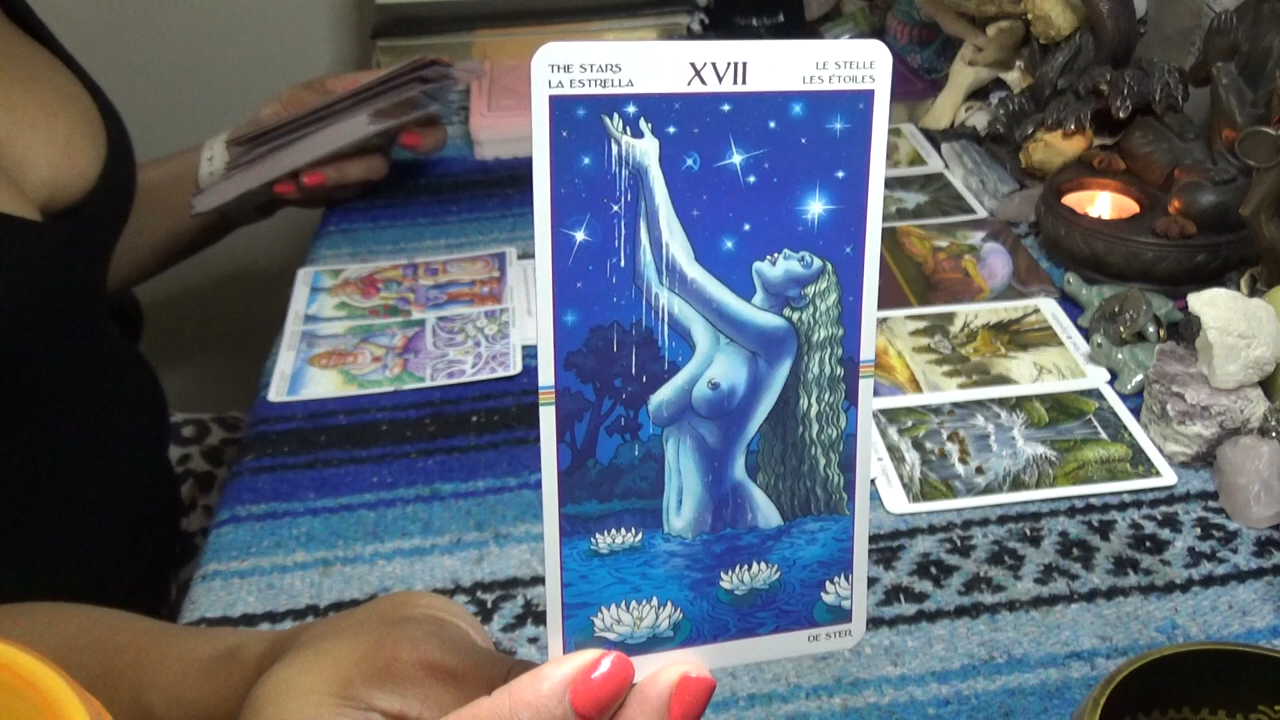 THE STARS
LA ESTRELLA
XVII
LE STELLE
LES ÉTOILES
DE STER